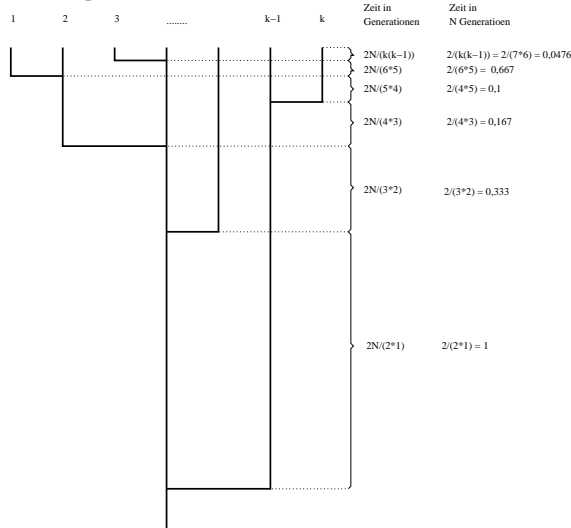 Zeit in Zeit in
1 2 3 ........ k−1 k Generationen N Generatioen
2N/(k(k−1)) 2/(k(k−1)) = 2/(7*6) = 0,0476
2N/(6*5) 2/(6*5) = 0,667
2N/(5*4) 2/(4*5) = 0,1
2N/(4*3) 2/(4*3) = 0,167
2N/(3*2) 2/(3*2) = 0,333
2N/(2*1) 2/(2*1) = 1